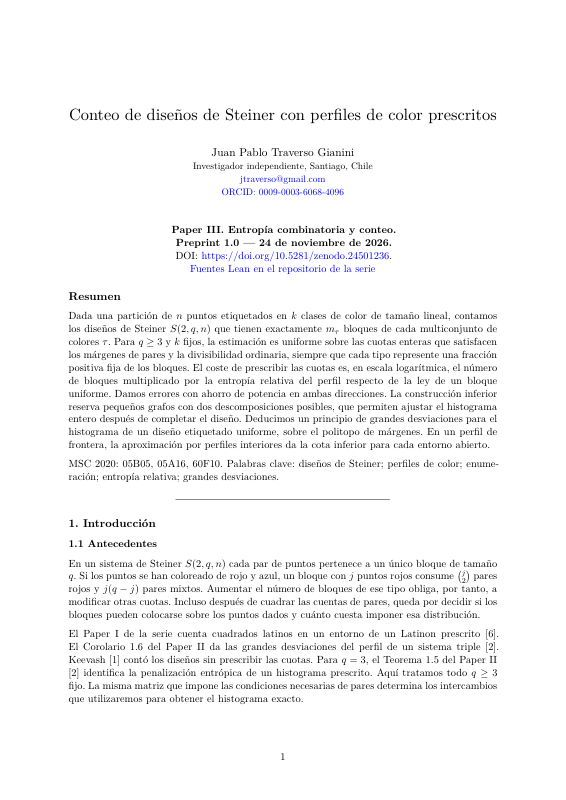 Conteo de diseños de Steiner con perfiles de color prescritos
Juan Pablo Traverso Gianini
Investigador independiente, Santiago, Chile
jtraverso@gmail.com
ORCID: 0009-0003-6068-4096
Paper III. Entropía combinatoria y conteo.
Preprint 1.0 — 24 de noviembre de 2026.
DOI: https://doi.org/10.5281/zenodo.24501236.
Fuentes Lean en el repositorio de la serie
Resumen
Dada una partición de n puntos etiquetados en k clases de color de tamaño lineal, contamos
los diseños de Steiner S(2, q, n) que tienen exactamente m_τ bloques de cada multiconjunto de
colores τ. Para q ≥ 3 y k fijos, la estimación es uniforme sobre las cuotas enteras que satisfacen
los márgenes de pares y la divisibilidad ordinaria, siempre que cada tipo represente una fracción
positiva fija de los bloques. El coste de prescribir las cuotas es, en escala logarítmica, el número
de bloques multiplicado por la entropía relativa del perfil respecto de la ley de un bloque
uniforme. Damos errores con ahorro de potencia en ambas direcciones. La construcción inferior
reserva pequeños grafos con dos descomposiciones posibles, que permiten ajustar el histograma
entero después de completar el diseño. Deducimos un principio de grandes desviaciones para el
histograma de un diseño etiquetado uniforme, sobre el politopo de márgenes. En un perfil de
frontera, la aproximación por perfiles interiores da la cota inferior para cada entorno abierto.
MSC 2020: 05B05, 05A16, 60F10. Palabras clave: diseños de Steiner; perfiles de color; enume-
ración; entropía relativa; grandes desviaciones.
1. Introducción
1.1 Antecedentes
En un sistema de Steiner S(2, q, n) cada par de puntos pertenece a un único bloque de tamaño
q. Si los puntos se han coloreado de rojo y azul, un bloque con j puntos rojos consume (j 2) pares
rojos y j(q − j) pares mixtos. Aumentar el número de bloques de ese tipo obliga, por tanto, a
modificar otras cuotas. Incluso después de cuadrar las cuentas de pares, queda por decidir si los
bloques pueden colocarse sobre los puntos dados y cuánto cuesta imponer esa distribución.
El Paper I de la serie cuenta cuadrados latinos en un entorno de un Latinon prescrito [6].
El Corolario 1.6 del Paper II da las grandes desviaciones del perfil de un sistema triple [2].
Keevash [1] contó los diseños sin prescribir las cuotas. Para q = 3, el Teorema 1.5 del Paper II
[2] identifica la penalización entrópica de un histograma prescrito. Aquí tratamos todo q ≥ 3
fijo. La misma matriz que impone las condiciones necesarias de pares determina los intercambios
que utilizaremos para obtener el histograma exacto.
1